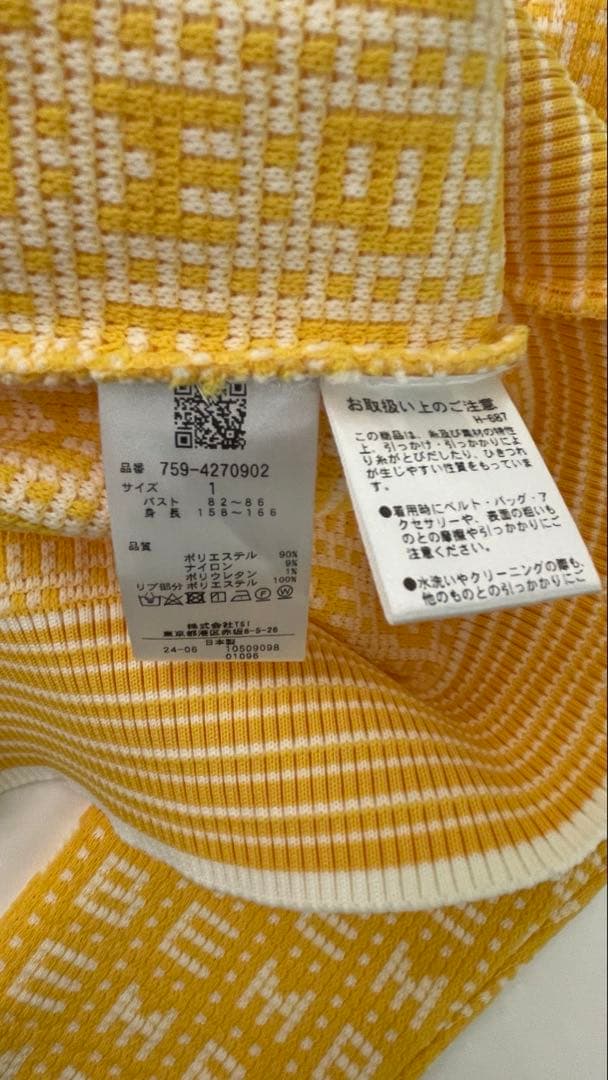 品番 759-4270902
サイズ 1
バスト 82～86
身長 158～166
品質
ポリエステル 90%
ナイロン 9%
ポリウレタン 1%
リブ部分 ポリエステル 100%
株式会社TSI
東京都港区赤坂8-5-26
日本製
24-06 10509098
01096
お取扱い上のご注意
H-687
この商品は、糸及び素材の特性
上、引っかけ・引っかかりによ
り糸がとびだしたり、ひきつれ
が生じやすい性質をもっていま
す。
●着用時にベルト・バッグ・ア
クセサリーや、表面の粗いも
のとの摩擦や引っかかりにご
注意ください。
●水洗いやクリーニングの際も、
他のものとの引っかかりにご